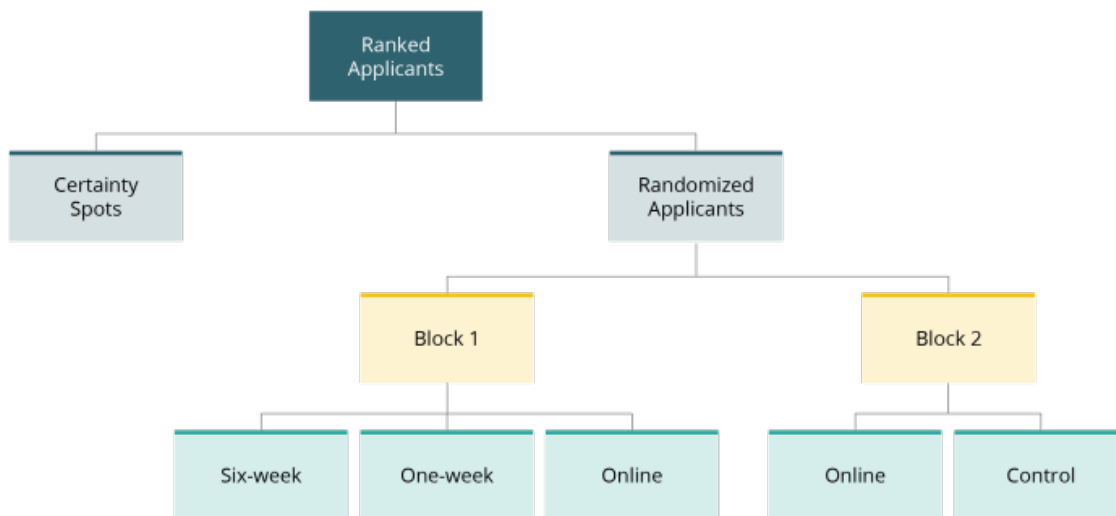 Ranked
Applicants
Certainty
Spots
Randomized
Applicants
Block 1
Block 2
Six-week
One-week
Online
Online
Control